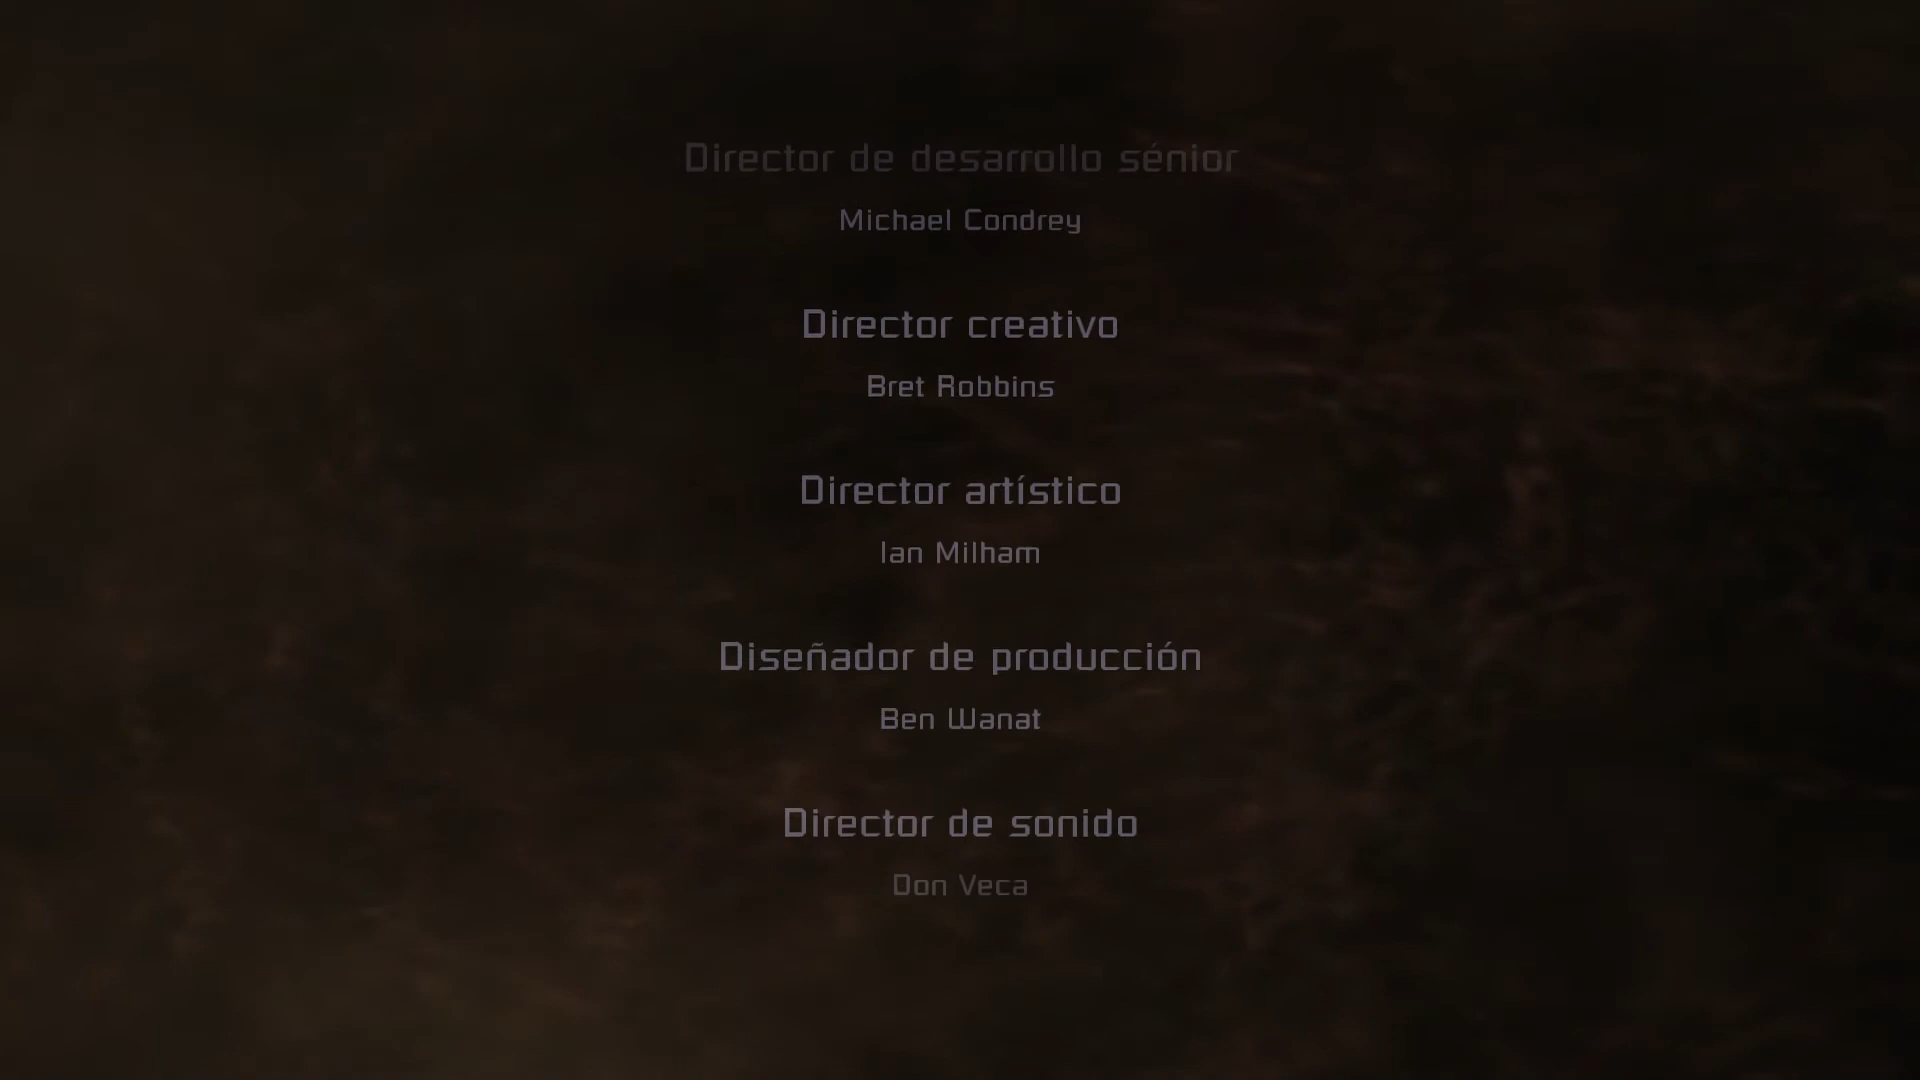 Director de desarrollo sénior
Michael Condrey
Director creativo
Bret Robbins
Director artístico
Ian Milham
Diseñador de producción
Ben Wanat
Director de sonido
Don Veca